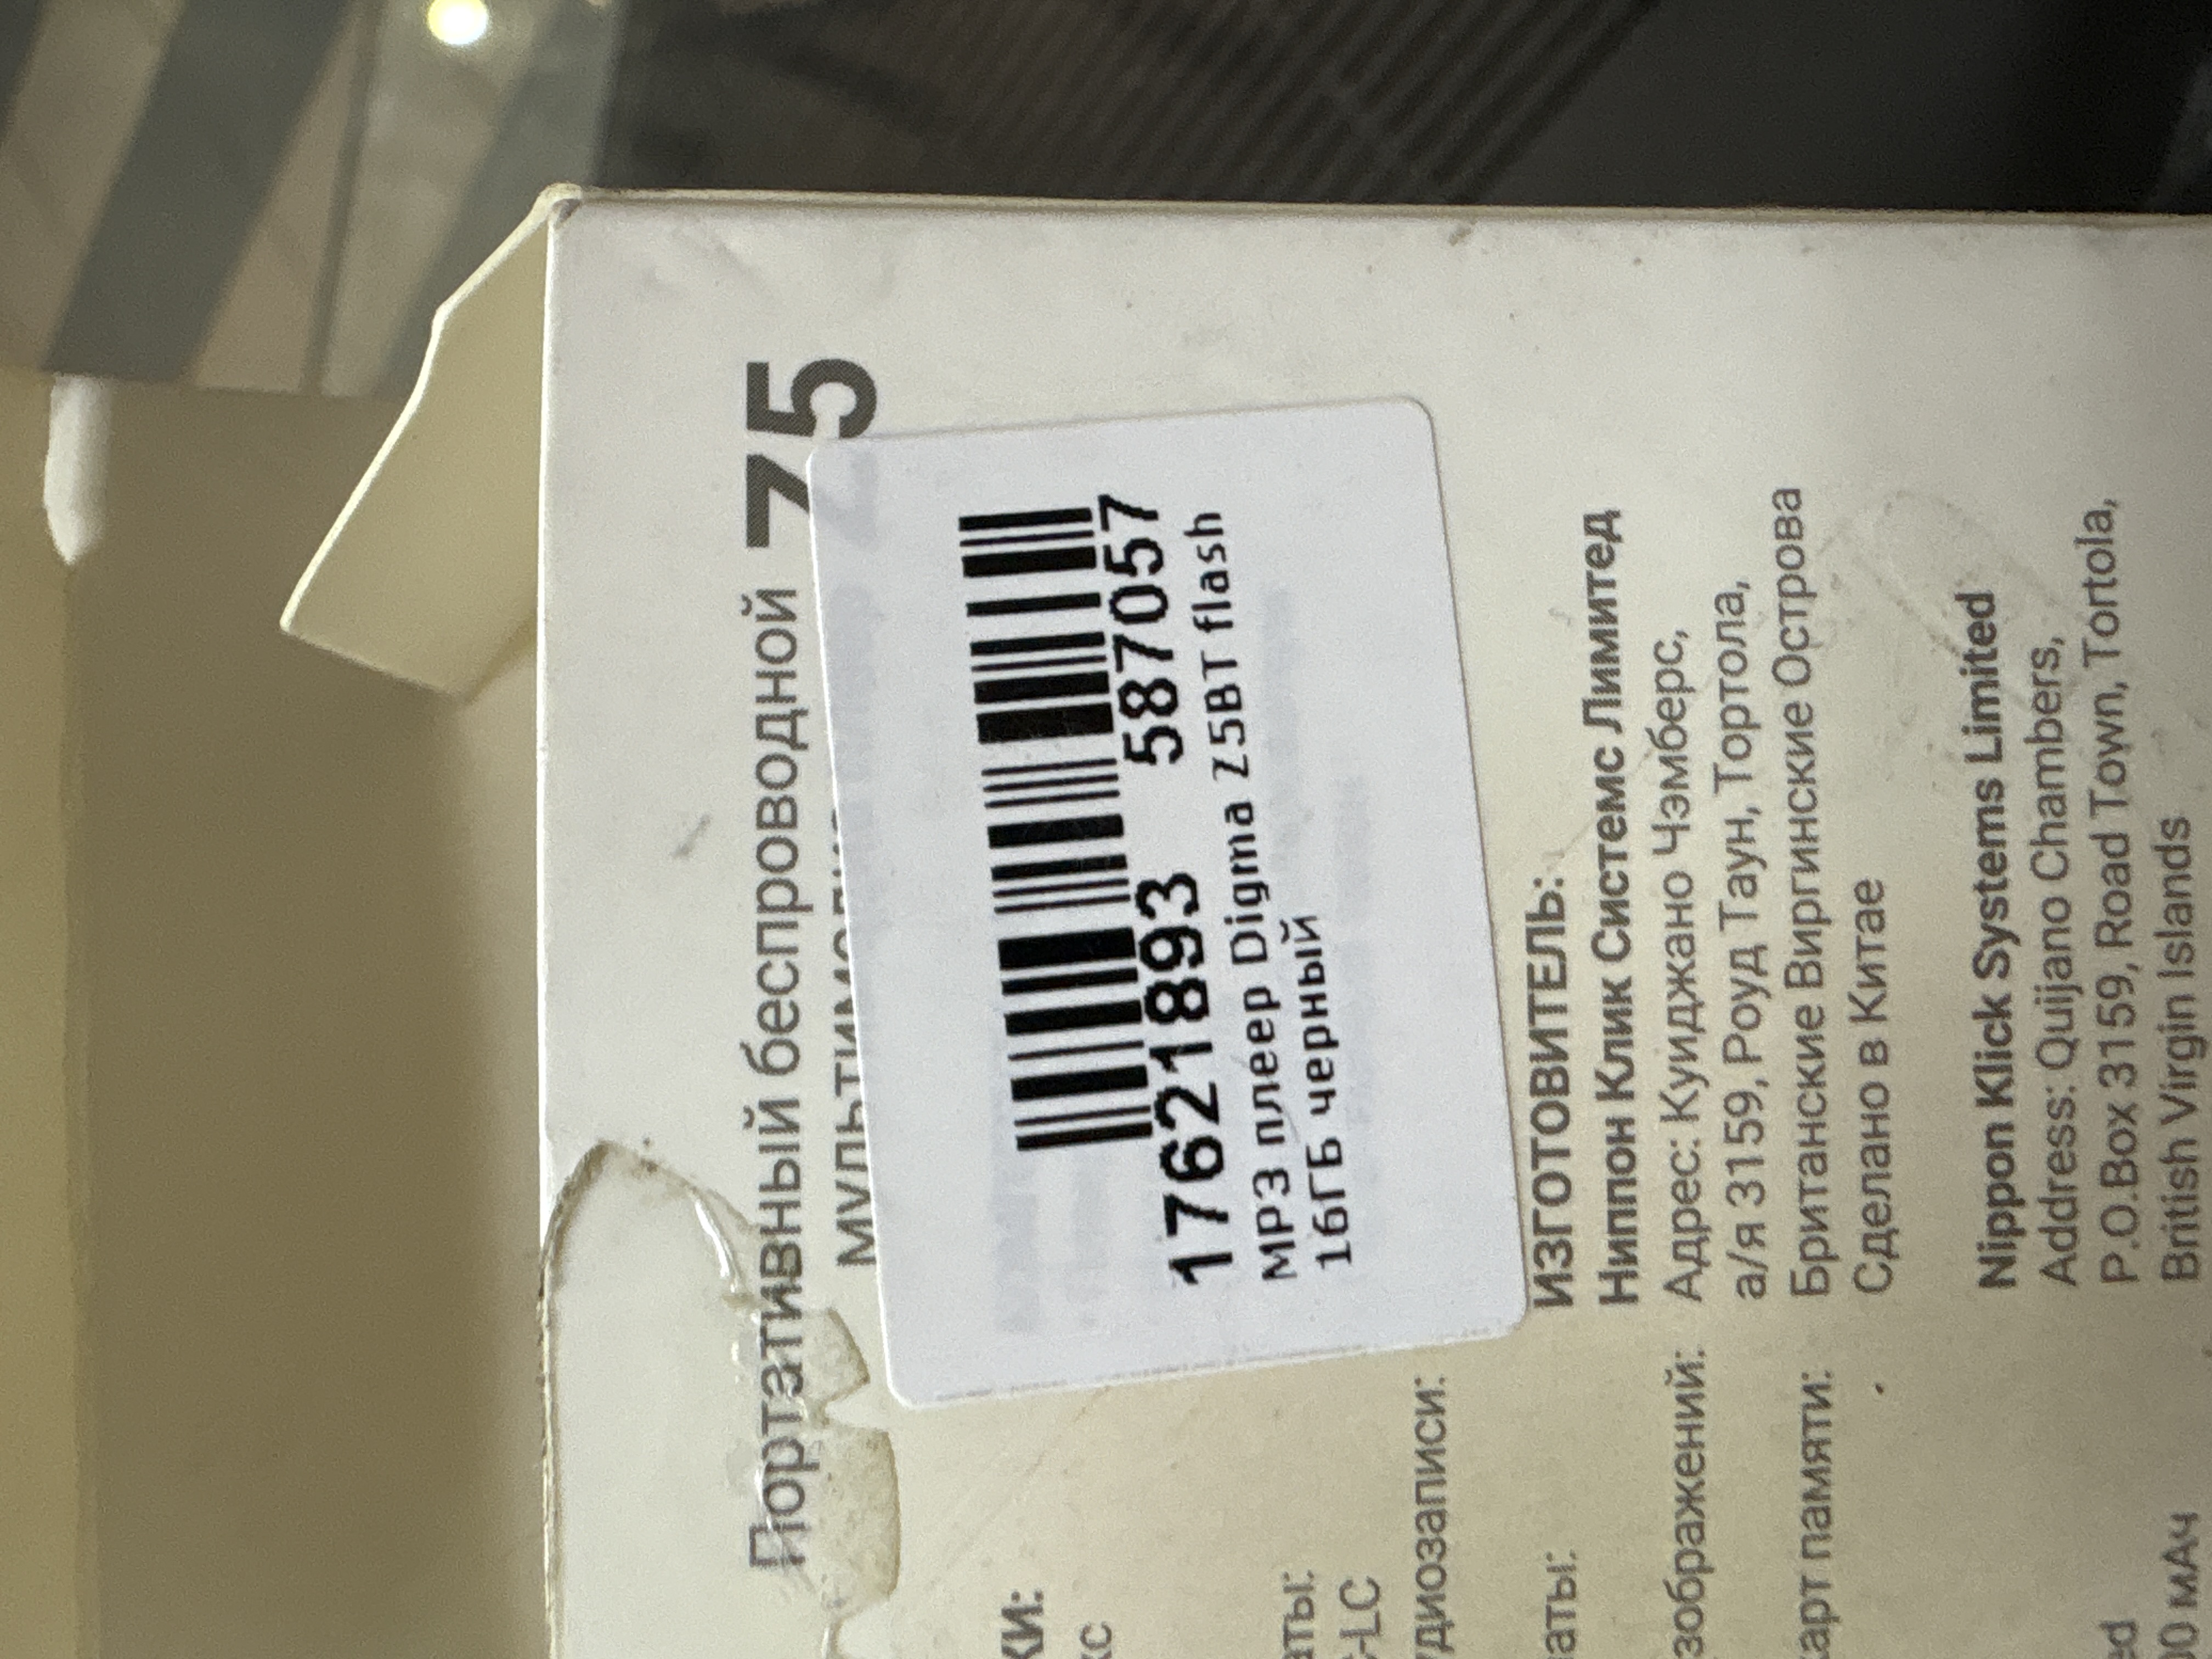 Портативный беспроводной Z5
17621893 587057
MP3 плеер Digma Z5BT flash
16ГБ черный
ИЗГОТОВИТЕЛЬ:
Ниппон Клик Системс Лимитед
Адрес: Куиджано Чэмберс,
а/я 3159, Роуд Таун, Тортола,
Британские Виргинские Острова
Сделано в Китае
Nippon Klick Systems Limited
Address: Quijano Chambers,
P.O.Box 3159, Road Town, Tortola,
British Virgin Islands
карт памяти:
мАч